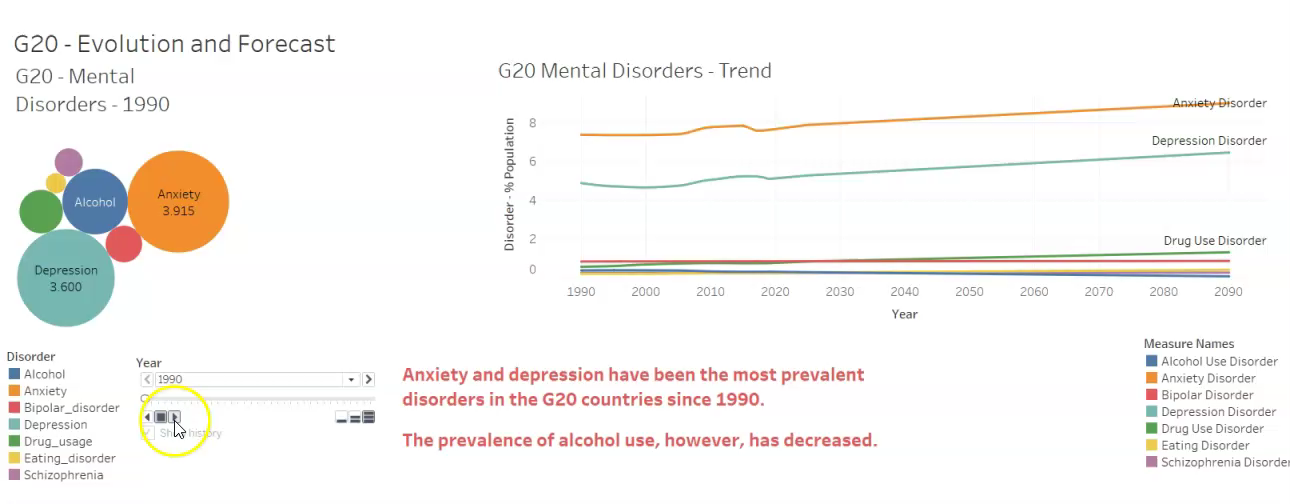 G20 - Evolution and Forecast
G20 - Mental
Disorders - 1990
G20 Mental Disorders - Trend
Alcohol
Anxiety
3.915
Depression
3.600
Disorder - % Population
8
6
4
2
0
Anxiety Disorder
Depression Disorder
Drug Use Disorder
1990 2000 2010 2020 2030 2040 2050 2060 2070 2080 2090
Year
Disorder
Alcohol
Anxiety
Bipolar_disorder
Depression
Drug_usage
Eating_disorder
Schizophrenia
Year
1990
Show history
Anxiety and depression have been the most prevalent
disorders in the G20 countries since 1990.
The prevalence of alcohol use, however, has decreased.
Measure Names
Alcohol Use Disorder
Anxiety Disorder
Bipolar Disorder
Depression Disorder
Drug Use Disorder
Eating Disorder
Schizophrenia Disorder